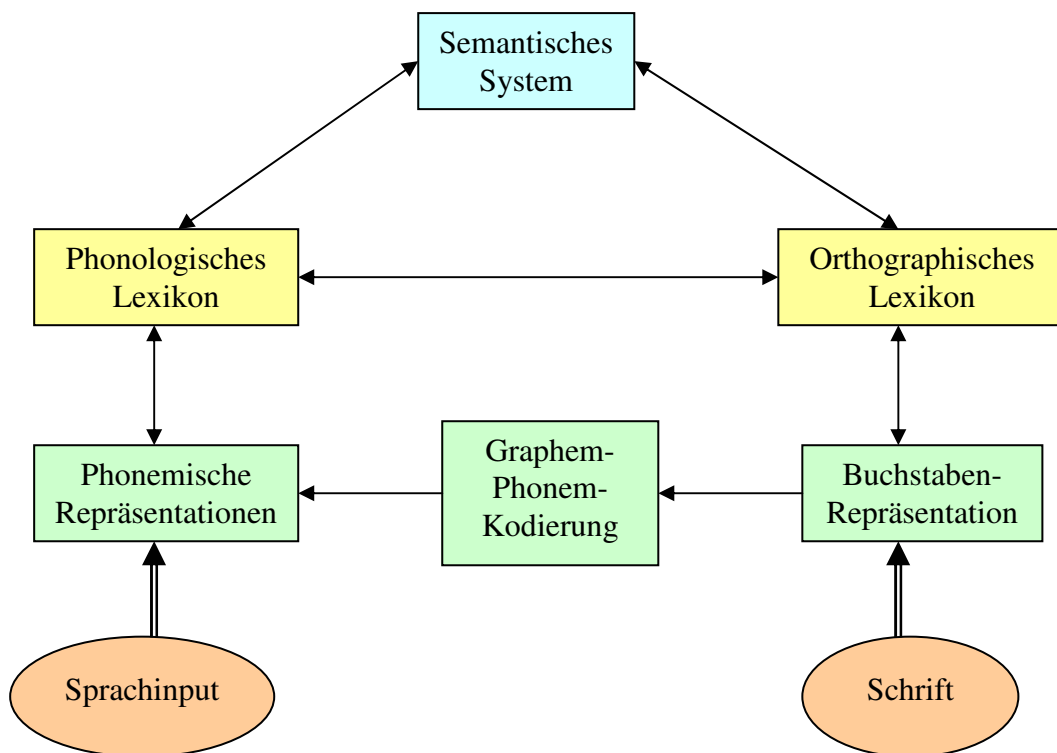 Semantisches
System
Phonologisches
Lexikon
Orthographisches
Lexikon
Phonemische
Repräsentationen
Graphem-
Phonem-
Kodierung
Buchstaben-
Repräsentation
Sprachinput
Schrift